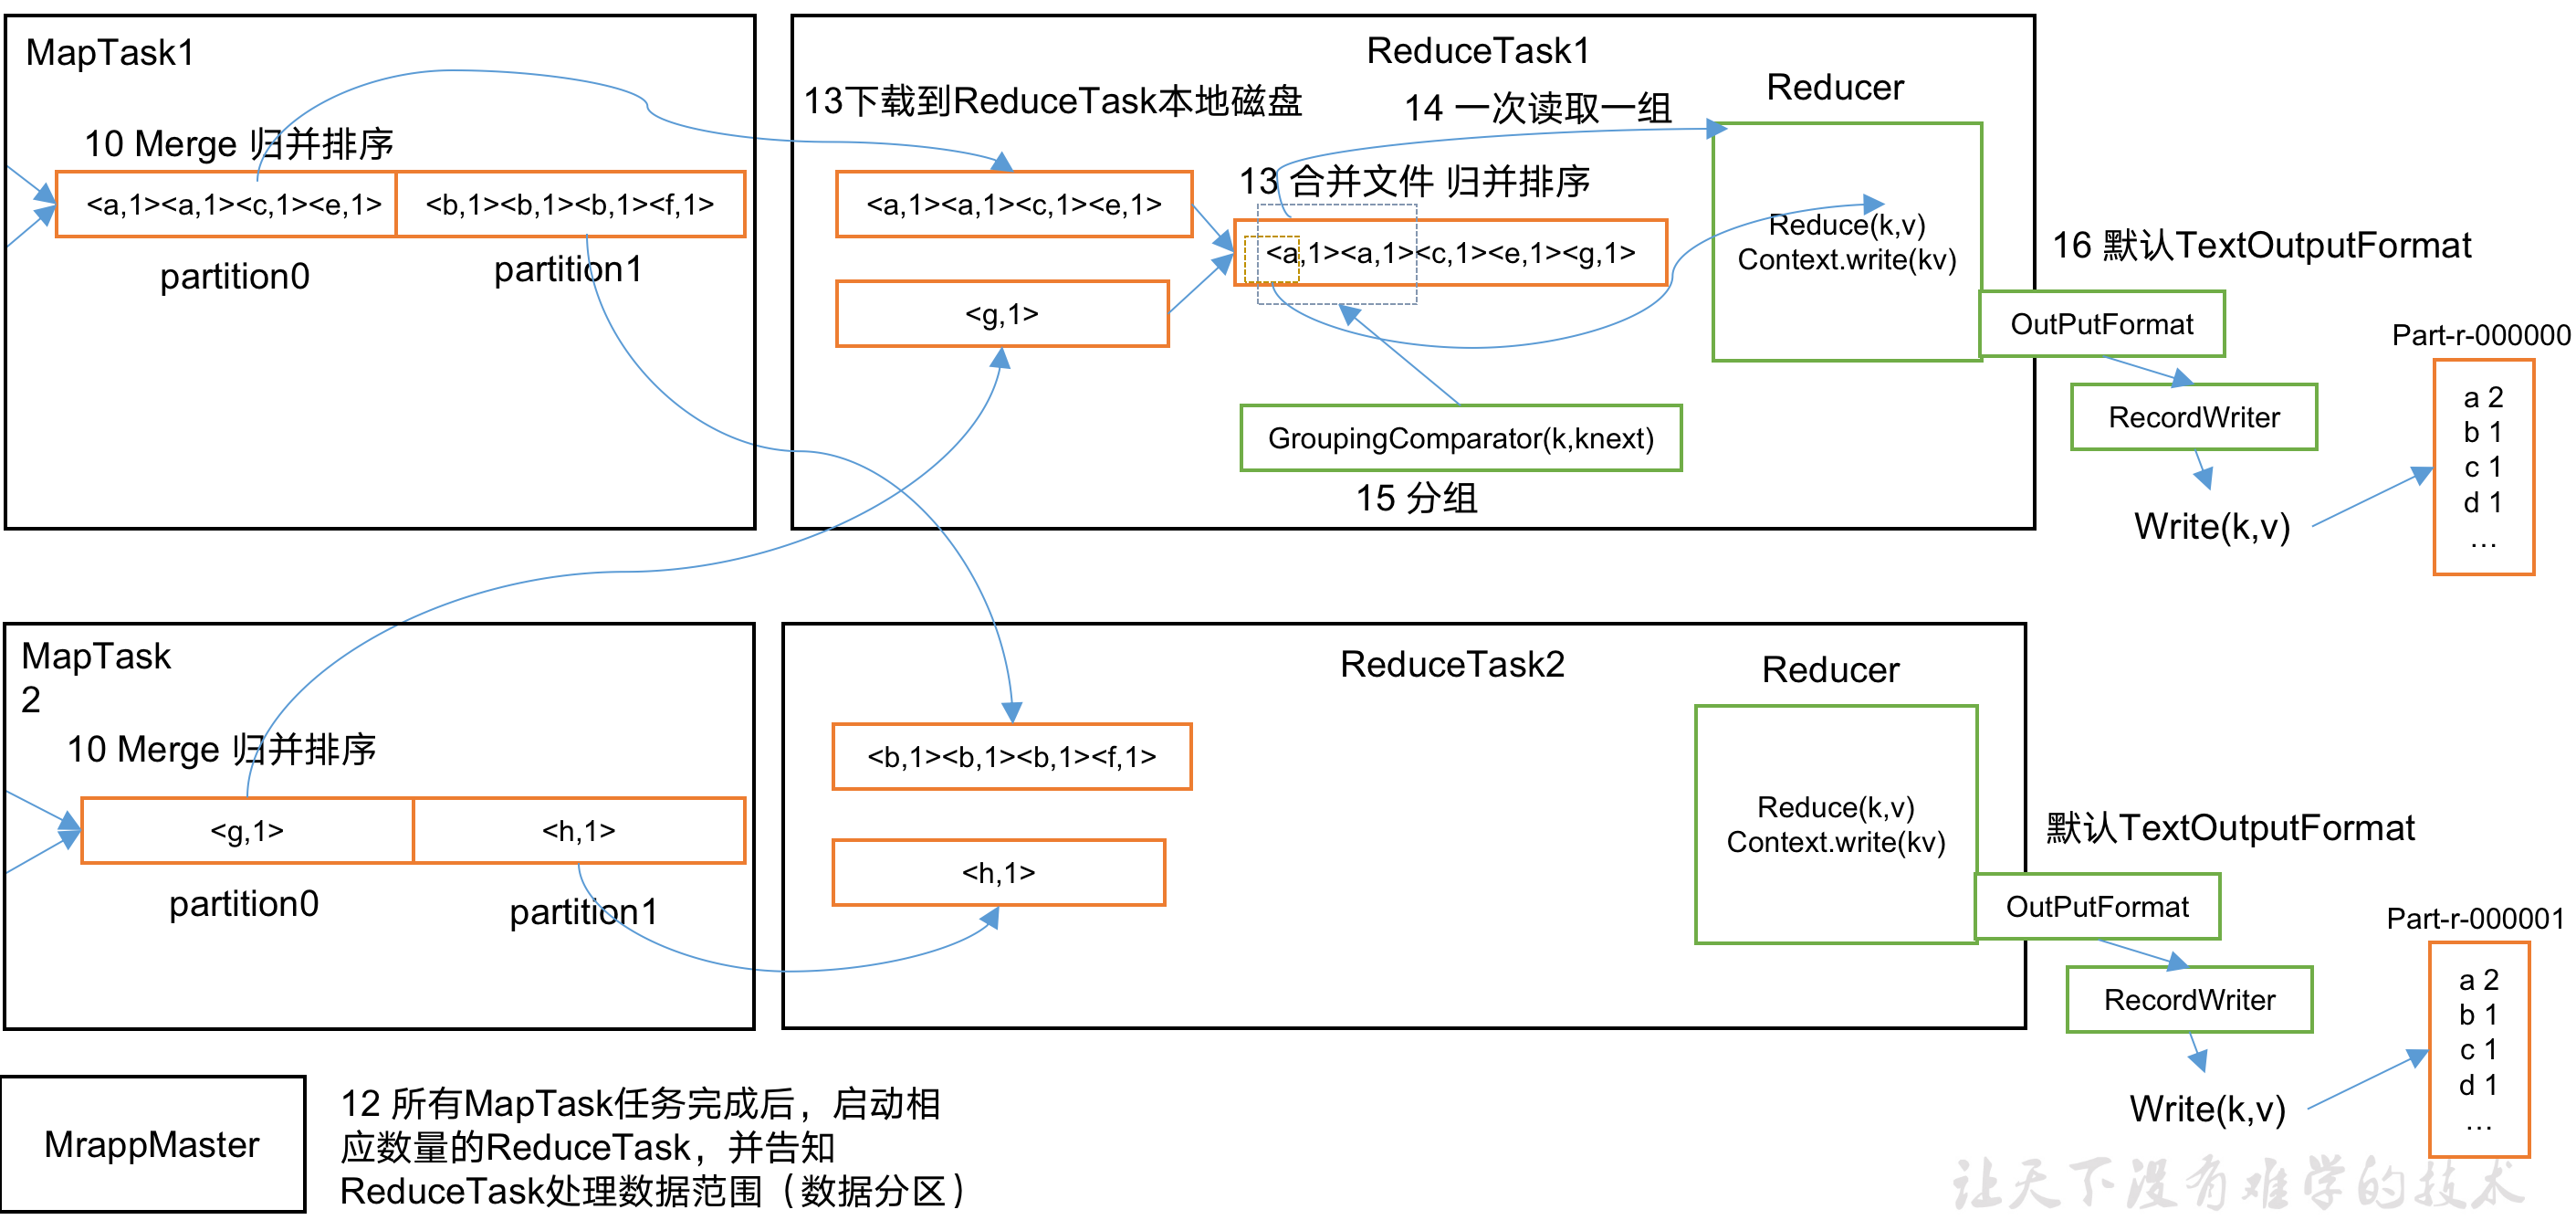 MapTask1
10 Merge 归并排序
<a,1><a,1><c,1><e,1>
<b,1><b,1><b,1><f,1>
partition0
partition1
ReduceTask1
13下载到ReduceTask本地磁盘
14 一次读取一组
Reducer
<a,1><a,1><c,1><e,1>
13 合并文件 归并排序
<a,1><a,1><c,1><e,1><g,1>
<g,1>
Reduce(k,v)
Context.write(kv)
GroupingComparator(k,knext)
15 分组
16 默认TextOutputFormat
OutPutFormat
RecordWriter
Write(k,v)
Part-r-000000
a 2
b 1
c 1
d 1
...
MapTask
2
10 Merge 归并排序
<g,1>
<h,1>
partition0
partition1
ReduceTask2
Reducer
<b,1><b,1><b,1><f,1>
<h,1>
Reduce(k,v)
Context.write(kv)
默认TextOutputFormat
OutPutFormat
RecordWriter
Write(k,v)
Part-r-000001
a 2
b 1
c 1
d 1
...
MrappMaster
12 所有MapTask任务完成后，启动相
应数量的ReduceTask，并告知
ReduceTask处理数据范围（数据分区）
让天下没有难学的技术